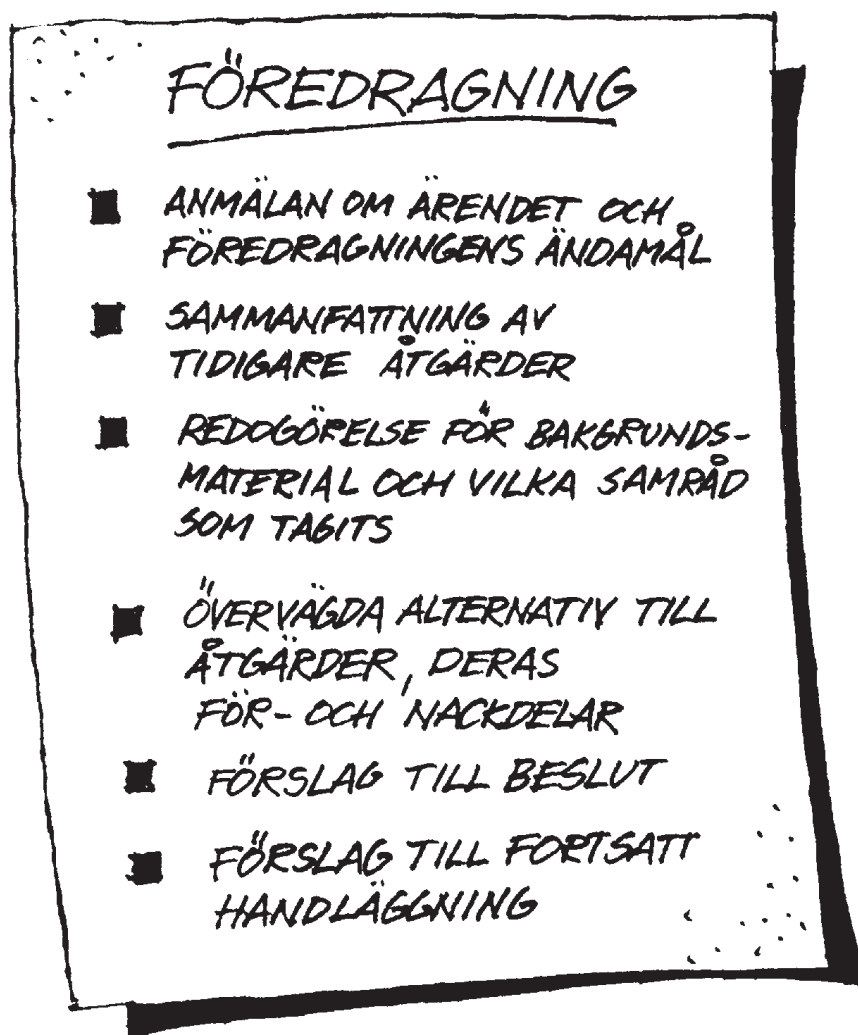 FÖREDRAGNING
ANMÄLAN OM ÄRENDET OCH
FÖREDRAGNINGENS ÄNDAMÅL
SAMMANFATTNING AV
TIDIGARE ÅTGÄRDER
REDOGÖRELSE FÖR BAKGRUNDS-
MATERIAL OCH VILKA SAMRÅD
SOM TAGITS
ÖVERVÄGDA ALTERNATIV TILL
ÅTGÄRDER, DERAS
FÖR- OCH NACKDELAR
FÖRSLAG TILL BESLUT
FÖRSLAG TILL FORTSATT
HANDLÄGGNING